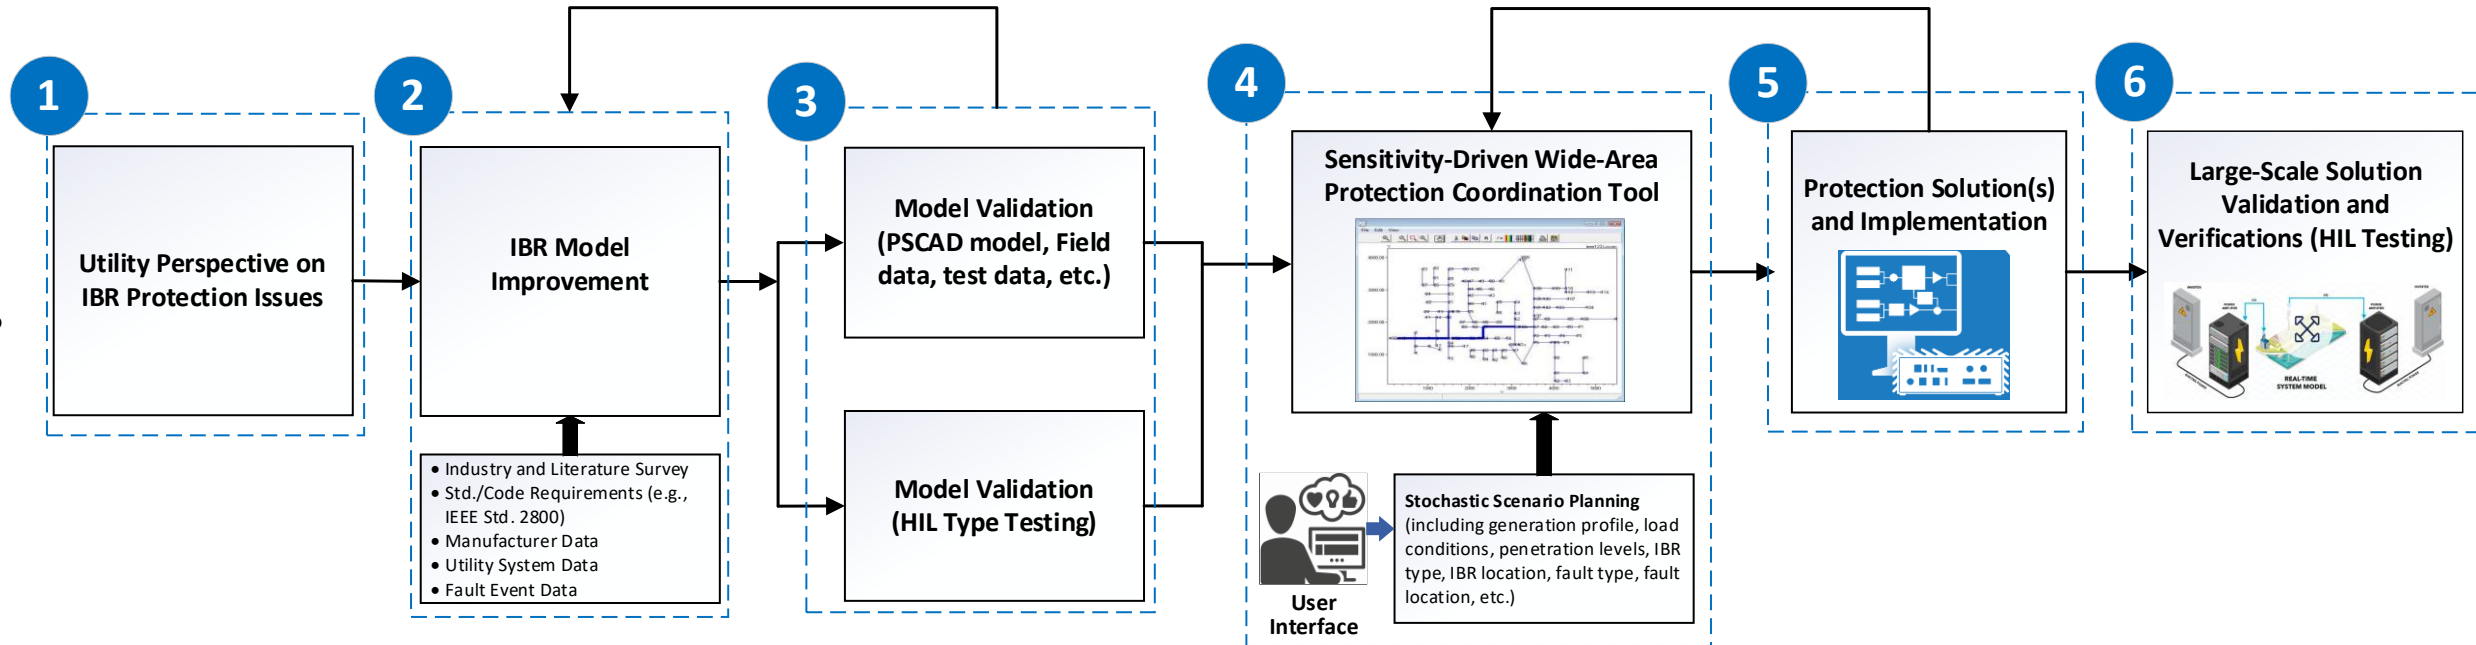 1
Utility Perspective on
IBR Protection Issues
2
IBR Model
Improvement
• Industry and Literature Survey
• Std./Code Requirements (e.g.,
IEEE Std. 2800)
• Manufacturer Data
• Utility System Data
• Fault Event Data
3
Model Validation
(PSCAD model, Field
data, test data, etc.)
Model Validation
(HIL Type Testing)
4
Sensitivity-Driven Wide-Area
Protection Coordination Tool
File Edit View
User
Interface
Stochastic Scenario Planning
(including generation profile, load
conditions, penetration levels, IBR
type, IBR location, fault type, fault
location, etc.)
5
Protection Solution(s)
and Implementation
6
Large-Scale Solution
Validation and
Verifications (HIL Testing)
REAL-TIME
SYSTEM MODEL